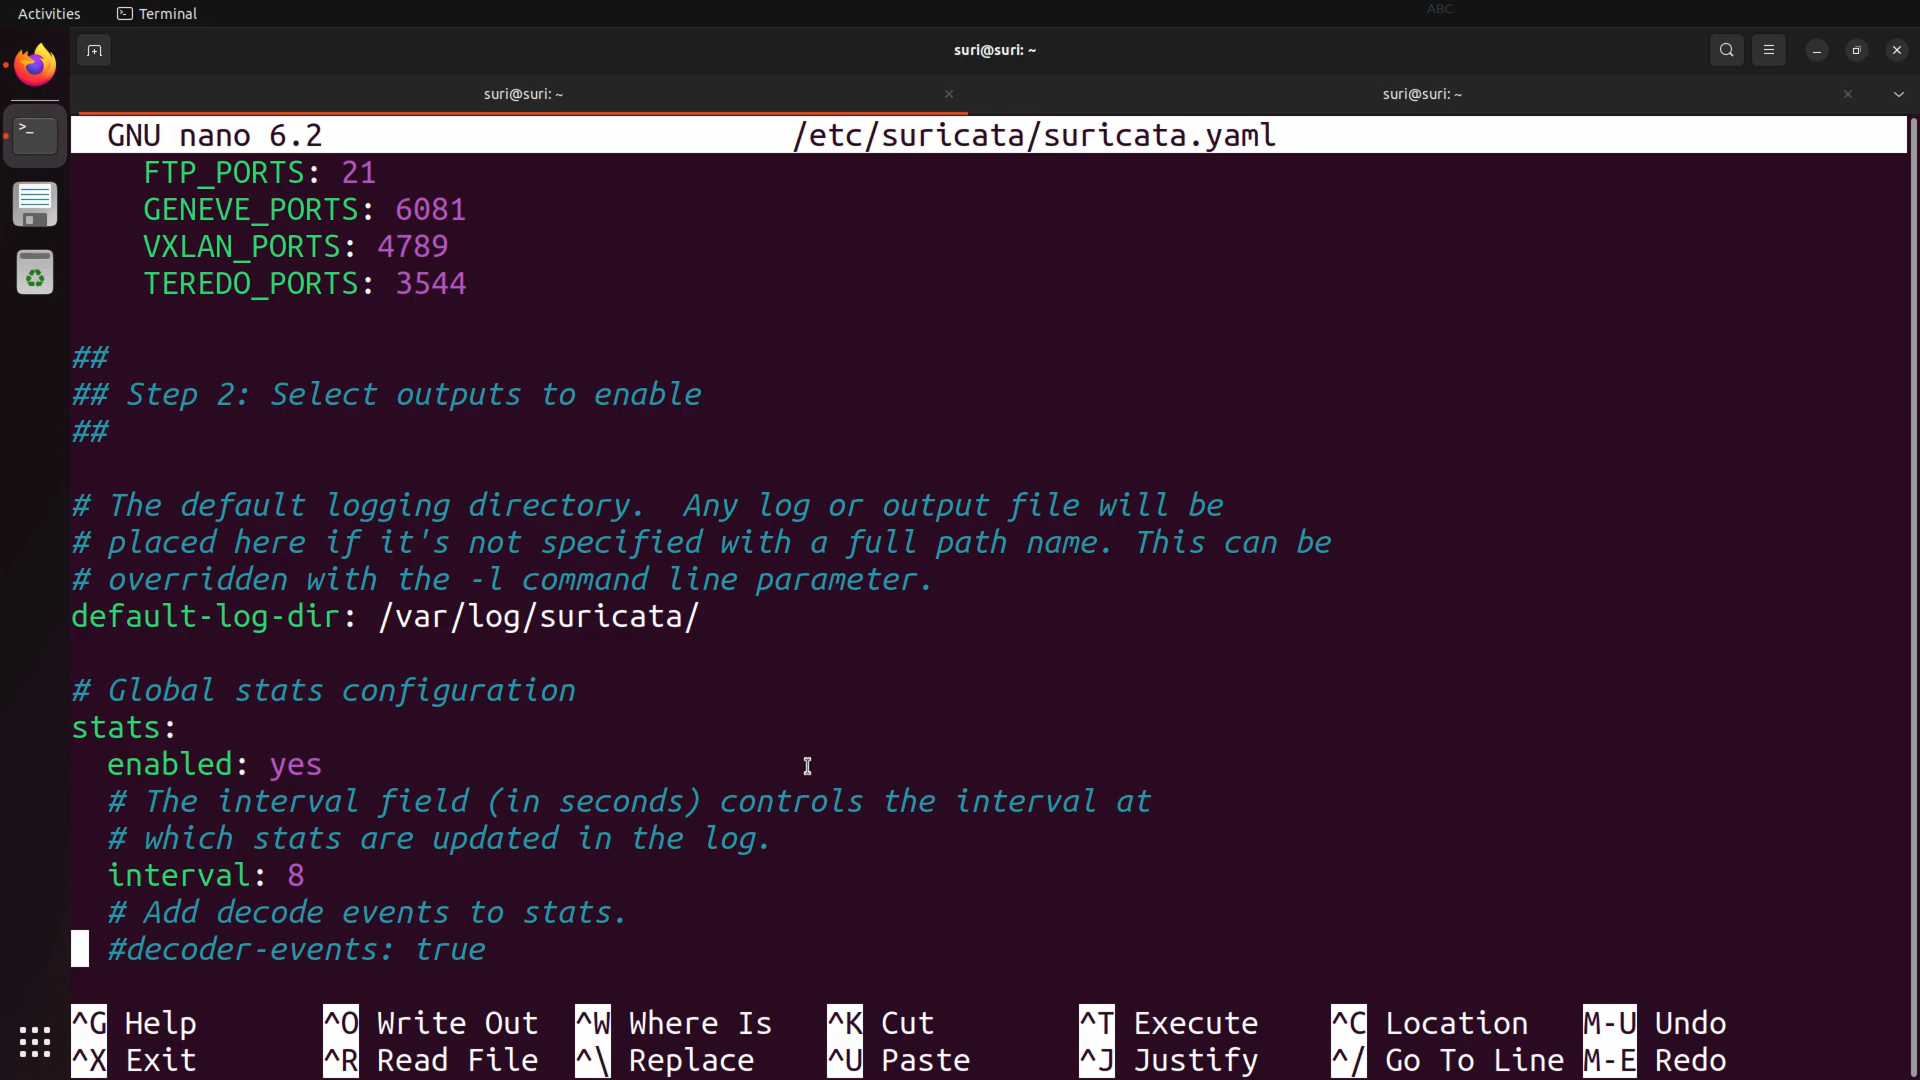 Activities
Terminal
ABC
suri@suri: ~
suri@suri: ~
suri@suri: ~
GNU nano 6.2 /etc/suricata/suricata.yaml
FTP_PORTS: 21
GENEVE_PORTS: 6081
VXLAN_PORTS: 4789
TEREDO_PORTS: 3544
##
## Step 2: Select outputs to enable
##
# The default logging directory.  Any log or output file will be
# placed here if it's not specified with a full path name. This can be
# overridden with the -l command line parameter.
default-log-dir: /var/log/suricata/
# Global stats configuration
stats:
enabled: yes
# The interval field (in seconds) controls the interval at
# which stats are updated in the log.
interval: 8
# Add decode events to stats.
#decoder-events: true
^G Help ^O Write Out ^W Where Is ^K Cut ^T Execute ^C Location M-U Undo
^X Exit ^R Read File ^\ Replace ^U Paste ^J Justify ^/ Go To Line M-E Redo